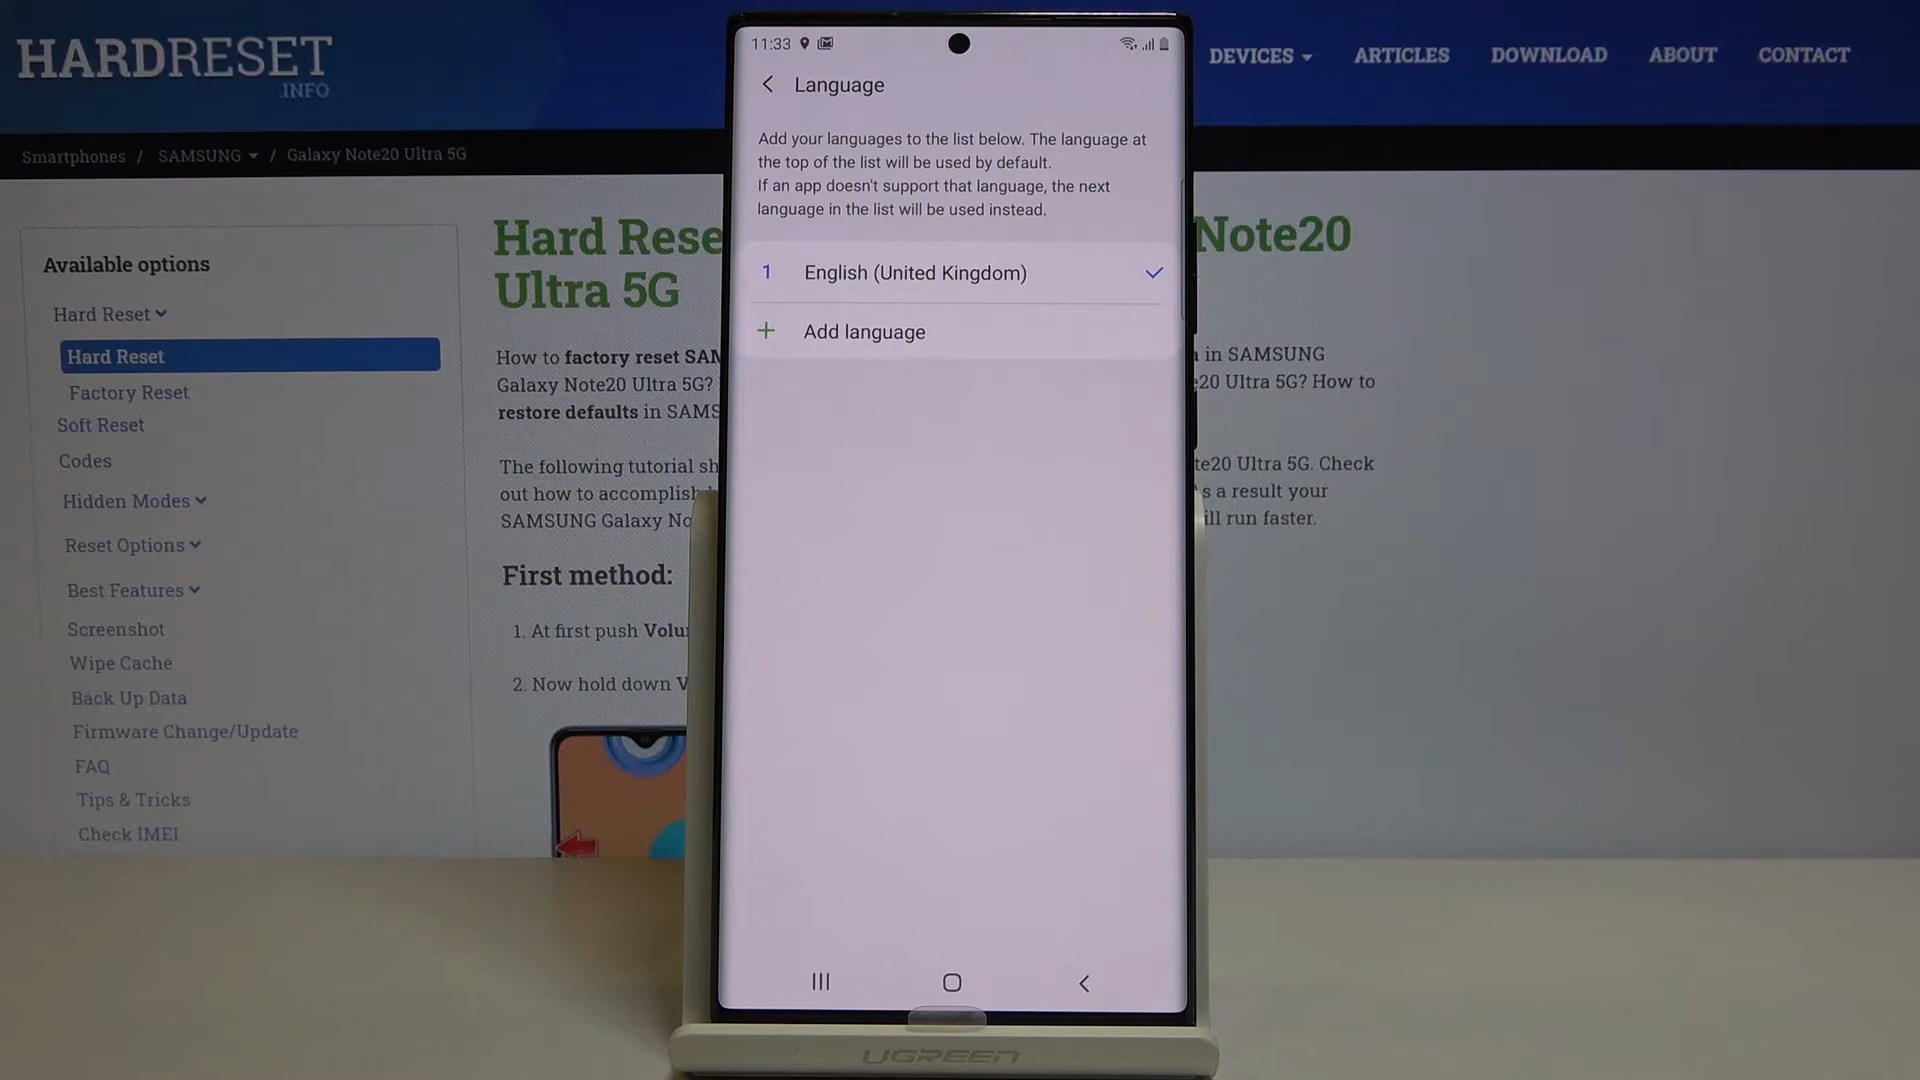 HARDRESET
.INFO
DEVICES
ARTICLES
DOWNLOAD
ABOUT
CONTACT
Smartphones / SAMSUNG / Galaxy Note20 Ultra 5G
Available options
Hard Reset
Hard Reset
Factory Reset
Soft Reset
Codes
Hidden Modes
Reset Options
Best Features
Screenshot
Wipe Cache
Back Up Data
Firmware Change/Update
FAQ
Tips & Tricks
Check IMEI
Hard Rese
Note20
Ultra 5G
How to factory reset SAM
in SAMSUNG
Galaxy Note20 Ultra 5G?
20 Ultra 5G? How to
restore defaults in SAMS
The following tutorial sh
te20 Ultra 5G. Check
out how to accomplish
s a result your
SAMSUNG Galaxy No
ill run faster.
First method:
1. At first push Volu
2. Now hold down V
11:33
Language
Add your languages to the list below. The language at
the top of the list will be used by default.
If an app doesn't support that language, the next
language in the list will be used instead.
1 English (United Kingdom)
+ Add language
UGREEN